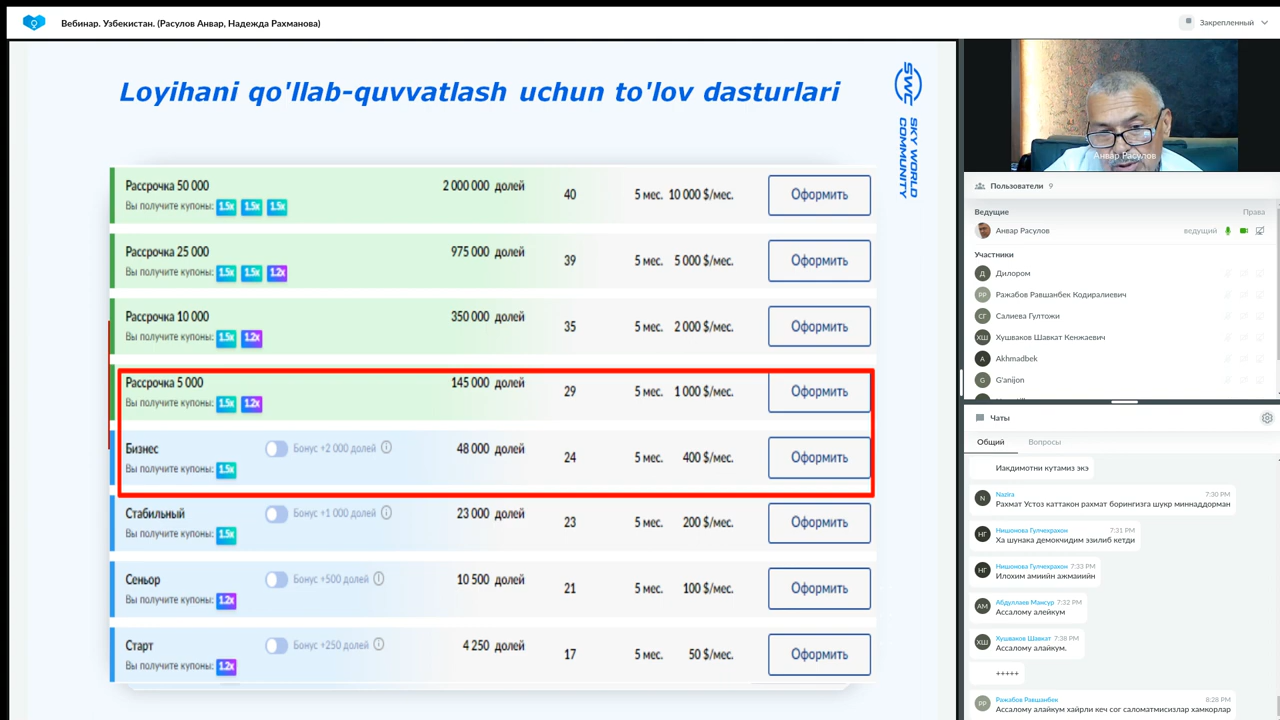 Вебинар. Узбекистан. (Расулов Анвар, Надежда Рахманова)
Закрепленный
Loyihani qo'llab-quvvatlash uchun to'lov dasturlari
SWC
SKY WORLD
COMMUNITY
Рассрочка 50 000 2 000 000 долей 40 5 мес. 10 000 $/мес. Оформить
Вы получите купоны: 1.5x 1.5x 1.5x
Рассрочка 25 000 975 000 долей 39 5 мес. 5 000 $/мес. Оформить
Вы получите купоны: 1.5x 1.5x 1.2x
Рассрочка 10 000 350 000 долей 35 5 мес. 2 000 $/мес. Оформить
Вы получите купоны: 1.5x 1.2x
Рассрочка 5 000 145 000 долей 29 5 мес. 1 000 $/мес. Оформить
Вы получите купоны: 1.5x 1.2x
Бизнес Бонус +2 000 долей 48 000 долей 24 5 мес. 400 $/мес. Оформить
Вы получите купоны: 1.5x
Стабильный Бонус +1 000 долей 23 000 долей 23 5 мес. 200 $/мес. Оформить
Вы получите купоны: 1.5x
Сеньор Бонус +500 долей 10 500 долей 21 5 мес. 100 $/мес. Оформить
Вы получите купоны: 1.2x
Старт Бонус +250 долей 4 250 долей 17 5 мес. 50 $/мес. Оформить
Вы получите купоны: 1.2x
Анвар Расулов
Пользователи 9
Ведущие Права
Анвар Расулов ведущий
Участники
Д Дилором
РР Ражабов Равшанбек Кодиралиевич
СГ Салиева Гултожи
ХШ Хушваков Шавкат Кенжаевич
A Akhmadbek
G G'anijon
Чаты
Общий Вопросы
Иакдимотни кутамиз экэ
N Nazira 7:30 PM
Рахмат Устоз каттакон рахмат борингизга шукр миннаддорман
НГ Нишонова Гулчехрахон 7:31 PM
Ха шунака демокчидим эзилиб кетди
НГ Нишонова Гулчехрахон 7:33 PM
Илохим амийин ажмаиийн
АМ Абдуллаев Мансур 7:32 PM
Ассалому алейкум
ХШ Хушваков Шавкат 7:38 PM
Ассалому алайкум.
+++++
РР Ражабов Равшанбек 8:28 PM
Ассалому алайкум хайрли кеч сог саломатмисизлар хамкорлар